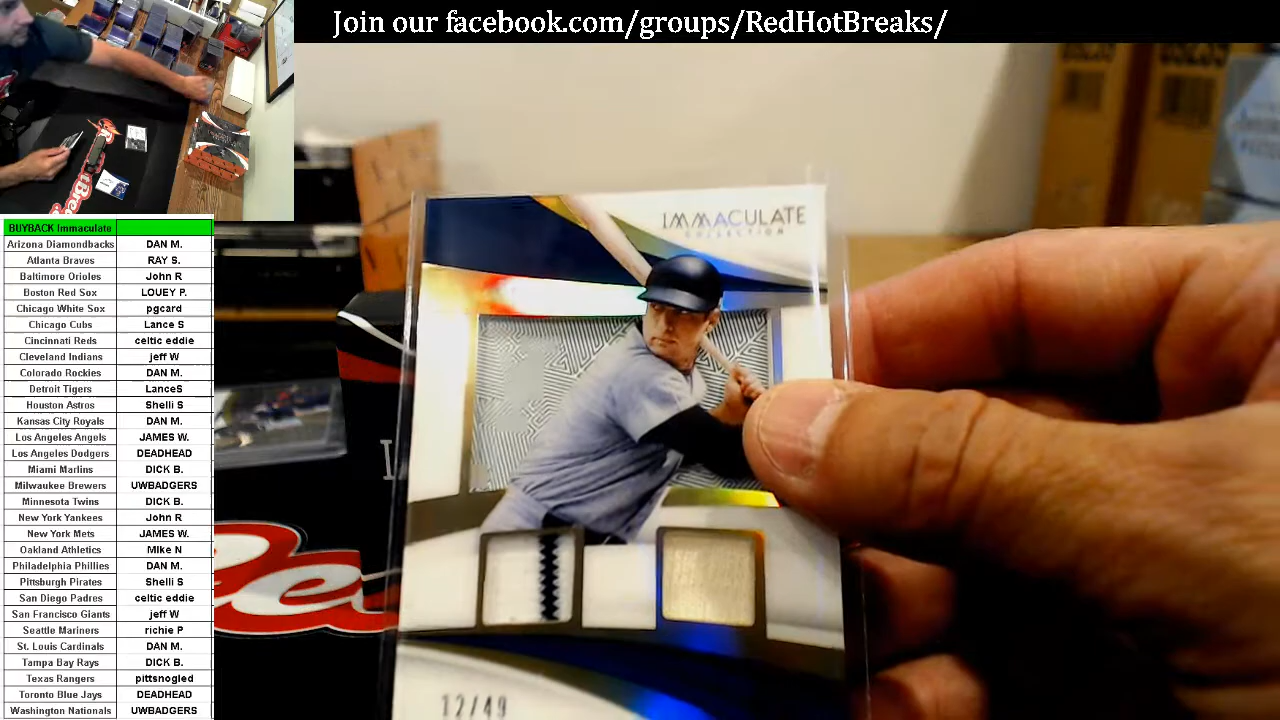 Join our facebook.com/groups/RedHotBreaks/
BUYBACK Immaculate
Arizona Diamondbacks DAN M.
Atlanta Braves RAY S.
Baltimore Orioles John R
Boston Red Sox LOUEY P.
Chicago White Sox pgcard
Chicago Cubs Lance S
Cincinnati Reds celtic eddie
Cleveland Indians jeff W
Colorado Rockies DAN M.
Detroit Tigers LanceS
Houston Astros Shelli S
Kansas City Royals DAN M.
Los Angeles Angels JAMES W.
Los Angeles Dodgers DEADHEAD
Miami Marlins DICK B.
Milwaukee Brewers UWBADGERS
Minnesota Twins DICK B.
New York Yankees John R
New York Mets JAMES W.
Oakland Athletics Mike N
Philadelphia Phillies DAN M.
Pittsburgh Pirates Shelli S
San Diego Padres celtic eddie
San Francisco Giants jeff W
Seattle Mariners richie P
St. Louis Cardinals DAN M.
Tampa Bay Rays DICK B.
Texas Rangers pittsnogled
Toronto Blue Jays DEADHEAD
Washington Nationals UWBADGERS
IMMACULATE
COLLECTION
12/49